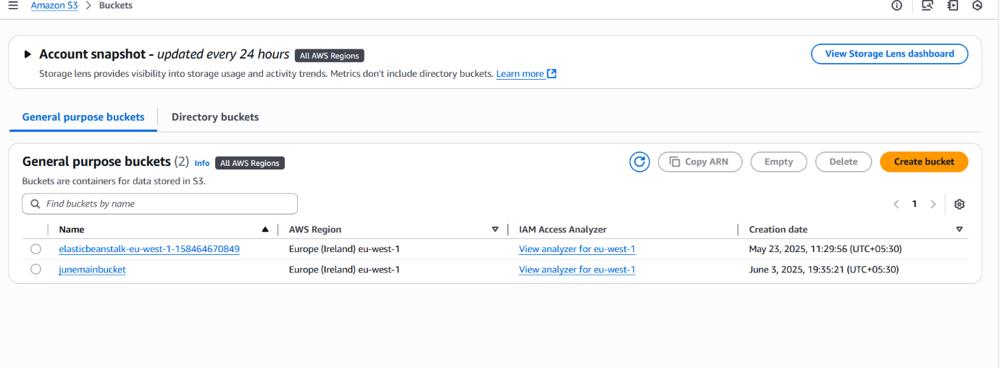 Amazon S3 > Buckets
Account snapshot - updated every 24 hours All AWS Regions View Storage Lens dashboard
Storage lens provides visibility into storage usage and activity trends. Metrics don't include directory buckets. Learn more
General purpose buckets Directory buckets
General purpose buckets (2) Info All AWS Regions Copy ARN Empty Delete Create bucket
Buckets are containers for data stored in S3.
Find buckets by name 1
Name AWS Region IAM Access Analyzer Creation date
elasticbeanstalk-eu-west-1-158464670849 Europe (Ireland) eu-west-1 View analyzer for eu-west-1 May 23, 2025, 11:29:56 (UTC+05:30)
junemainbucket Europe (Ireland) eu-west-1 View analyzer for eu-west-1 June 3, 2025, 19:35:21 (UTC+05:30)